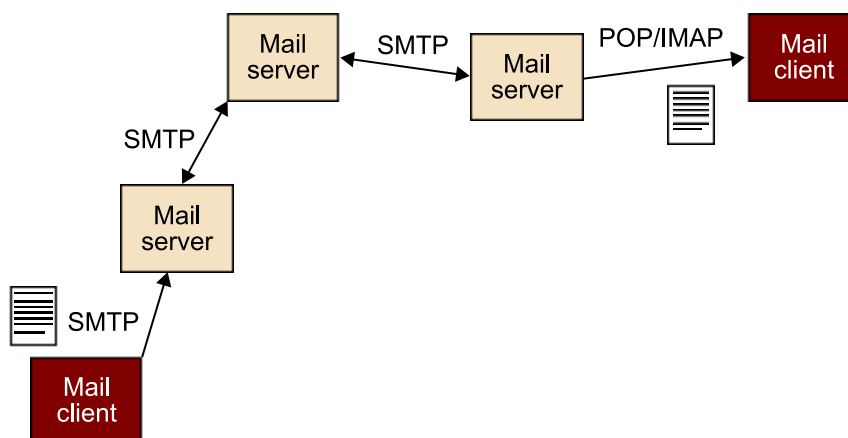 Mail
server
SMTP
Mail
server
POP/IMAP
Mail
client
SMTP
Mail
server
SMTP
Mail
client